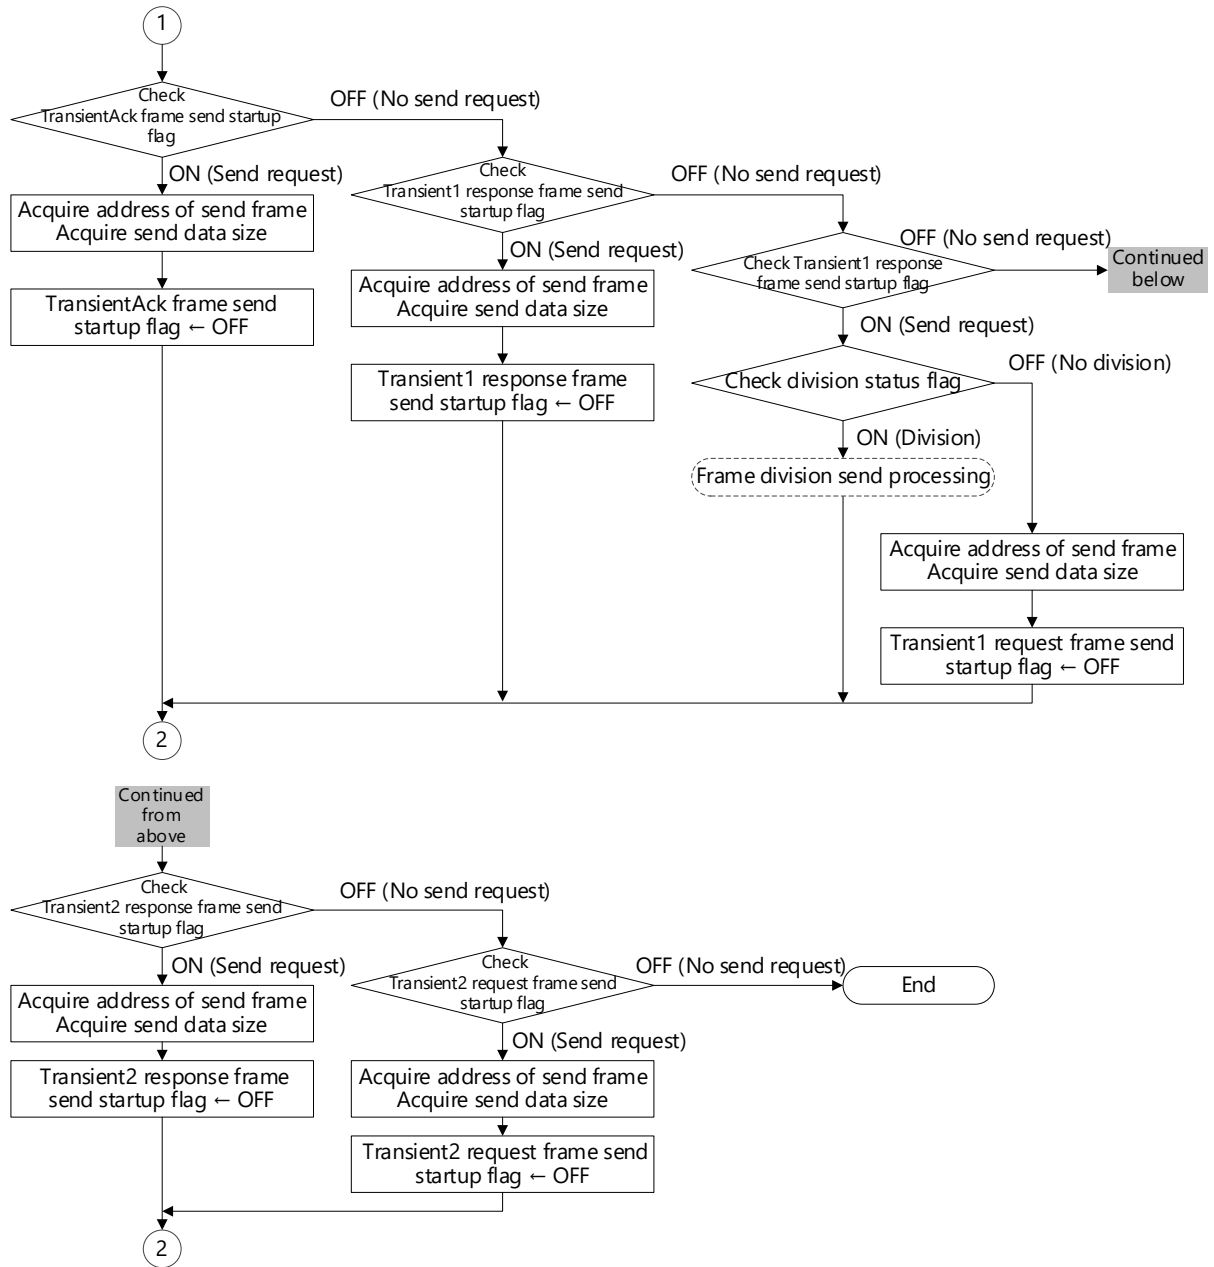 1
Check
TransientAck frame send startup
flag
OFF (No send request)
ON (Send request)
Acquire address of send frame
Acquire send data size
TransientAck frame send
startup flag ← OFF
Check
Transient1 response frame send
startup flag
OFF (No send request)
ON (Send request)
Acquire address of send frame
Acquire send data size
Transient1 response frame
send startup flag ← OFF
Check Transient1 response
frame send startup flag
OFF (No send request)
Continued
below
ON (Send request)
Check division status flag
OFF (No division)
ON (Division)
Frame division send processing
Acquire address of send frame
Acquire send data size
Transient1 request frame send
startup flag ← OFF
2
Continued
from
above
Check
Transient2 response frame send
startup flag
OFF (No send request)
ON (Send request)
Acquire address of send frame
Acquire send data size
Transient2 response frame
send startup flag ← OFF
Check
Transient2 request frame send
startup flag
OFF (No send request)
End
ON (Send request)
Acquire address of send frame
Acquire send data size
Transient2 request frame send
startup flag ← OFF
2